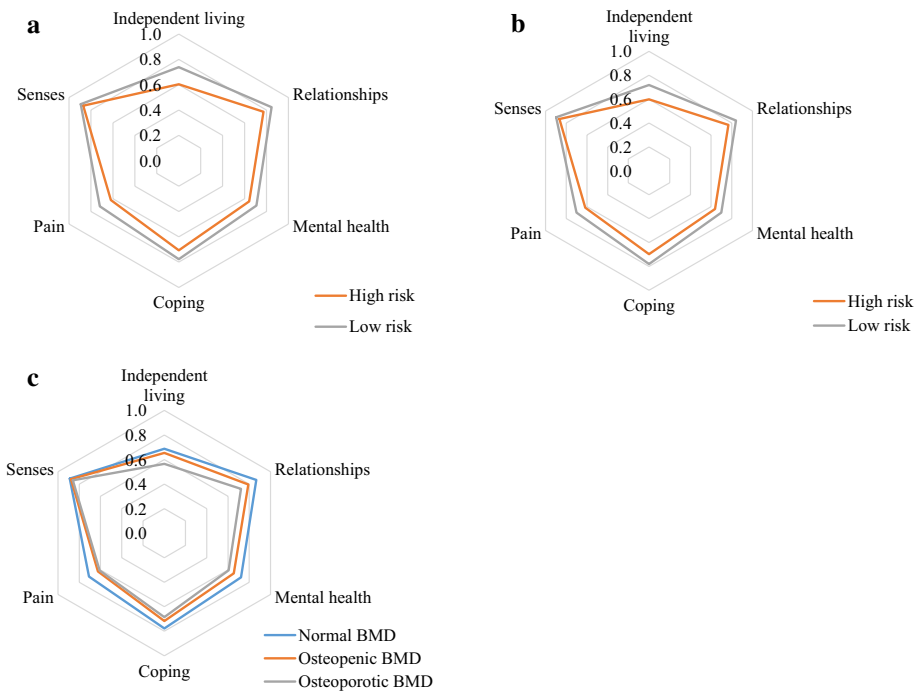 a
Independent living
1.0
0.8
0.6
0.4
0.2
0.0
Relationships
Mental health
Coping
Pain
Senses
High risk
Low risk
b
Independent
living
1.0
0.8
0.6
0.4
0.2
0.0
Relationships
Mental health
Coping
Pain
Senses
High risk
Low risk
c
Independent
living
1.0
0.8
0.6
0.4
0.2
0.0
Relationships
Mental health
Coping
Pain
Senses
Normal BMD
Osteopenic BMD
Osteoporotic BMD